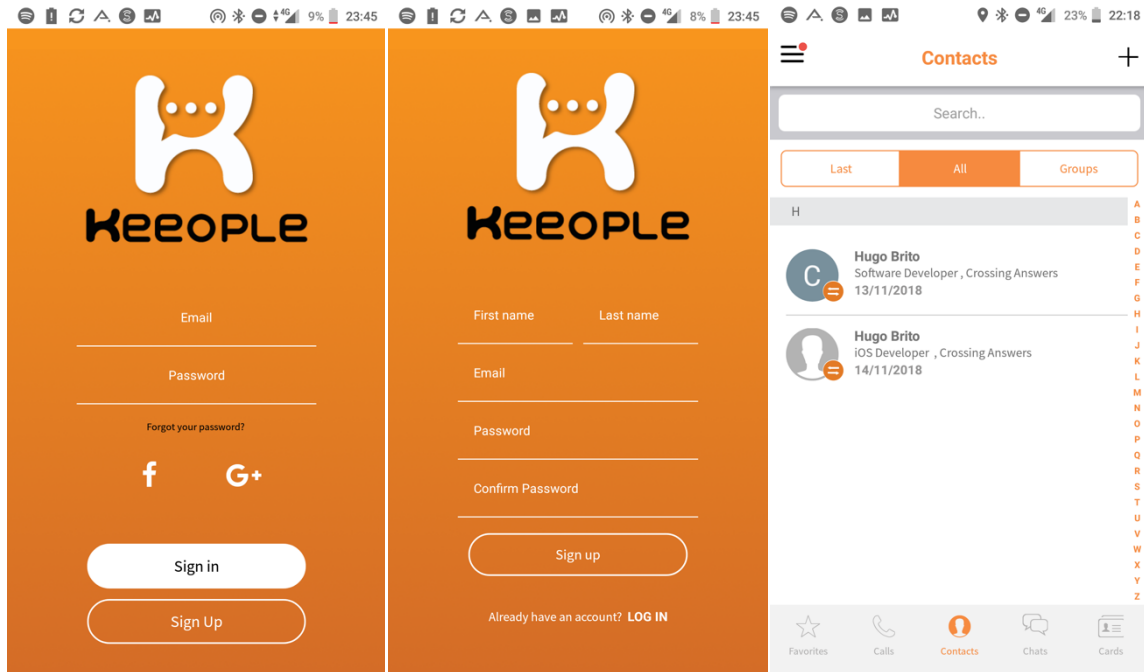 4G 9% 23:45
KEEOPLE
Email
Password
Forgot your password?
f G+
Sign in
Sign Up
4G 8% 23:45
KEEOPLE
First name Last name
Email
Password
Confirm Password
Sign up
Already have an account? LOG IN
4G 23% 22:18
Contacts
Search..
Last All Groups
H
C
Hugo Brito
Software Developer , Crossing Answers
13/11/2018
Hugo Brito
iOS Developer , Crossing Answers
14/11/2018
A
B
C
D
E
F
G
H
I
J
K
L
M
N
O
P
Q
R
S
T
U
V
W
X
Y
Z
Favorites Calls Contacts Chats Cards